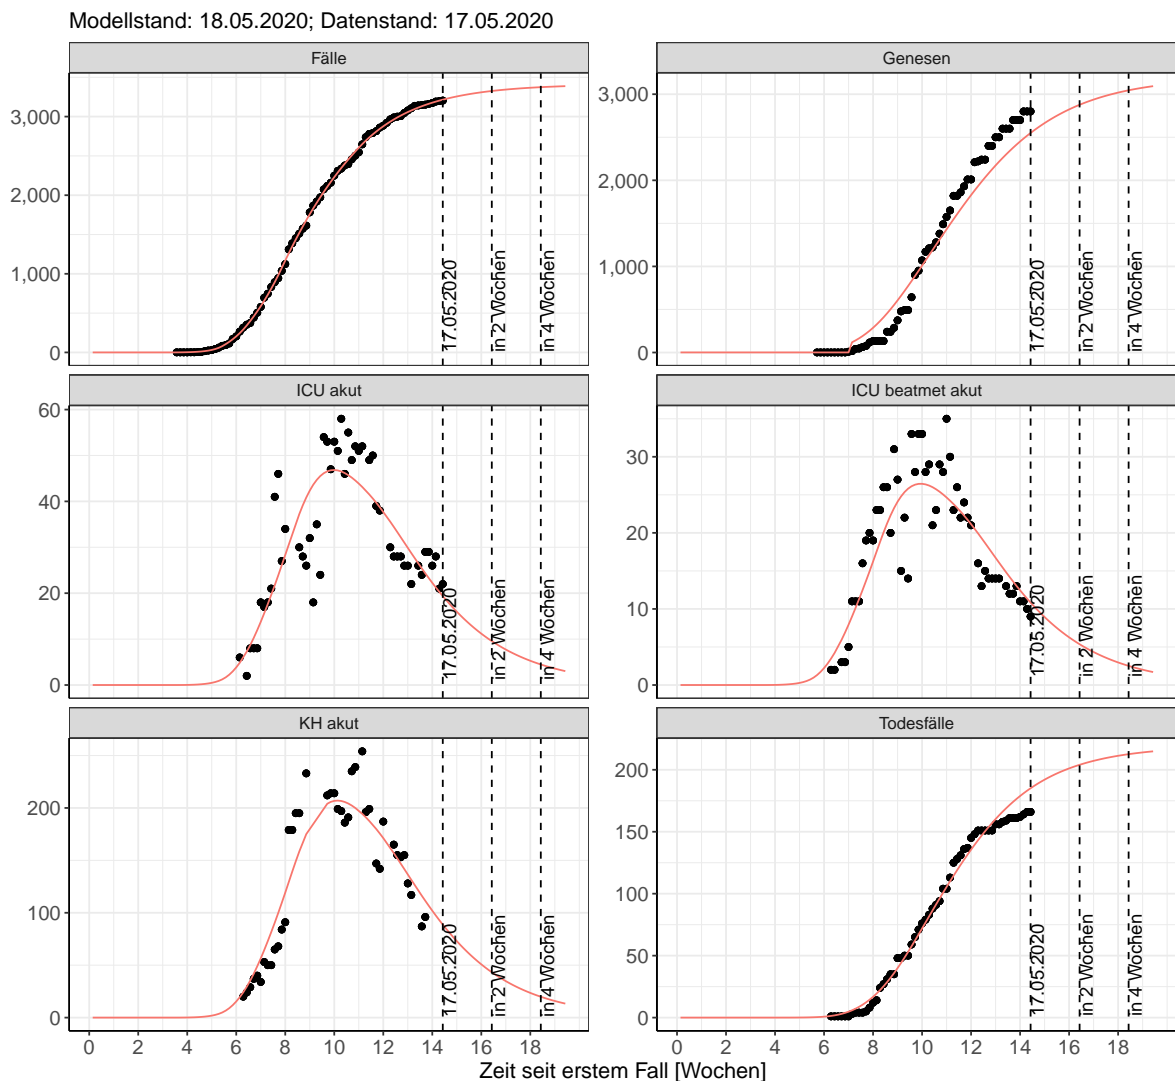 Modellstand: 18.05.2020; Datenstand: 17.05.2020
Fälle
Genesen
3,000
2,000
1,000
0
17.05.2020
in 2 Wochen
in 4 Wochen
3,000
2,000
1,000
0
17.05.2020
in 2 Wochen
in 4 Wochen
ICU akut
ICU beatmet akut
60
40
20
0
17.05.2020
in 2 Wochen
in 4 Wochen
30
20
10
0
17.05.2020
in 2 Wochen
in 4 Wochen
KH akut
Todesfälle
200
100
0
17.05.2020
in 2 Wochen
in 4 Wochen
200
150
100
50
0
17.05.2020
in 2 Wochen
in 4 Wochen
0 2 4 6 8 10 12 14 16 18
0 2 4 6 8 10 12 14 16 18
Zeit seit erstem Fall [Wochen]